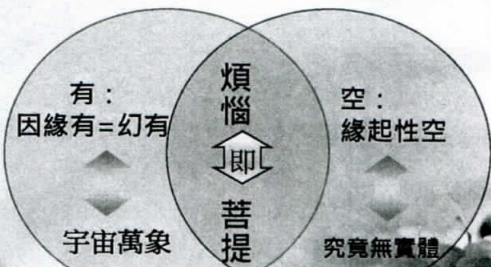 有：
因緣有=幻有
宇宙萬象
煩惱
即
菩提
空：
緣起性空
究竟無實體